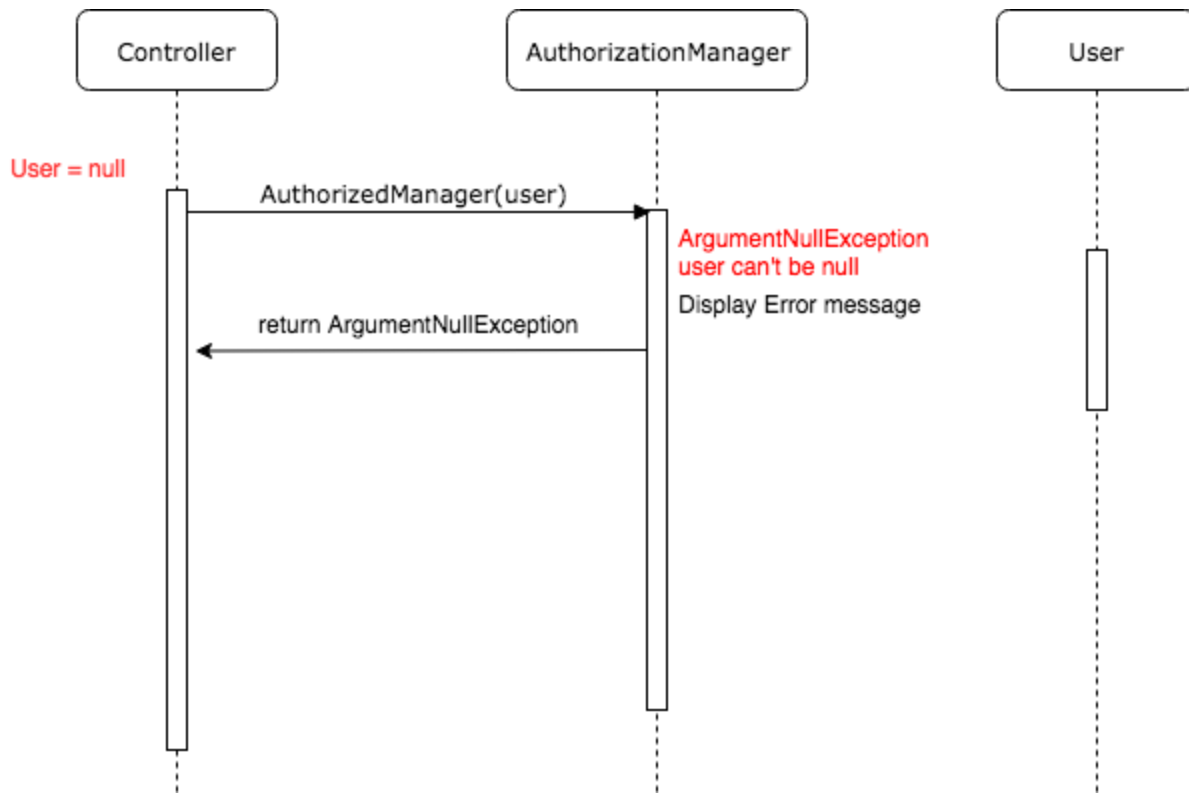 Controller
AuthorizationManager
User
User = null
AuthorizedManager(user)
ArgumentNullException
user can't be null
Display Error message
return ArgumentNullException